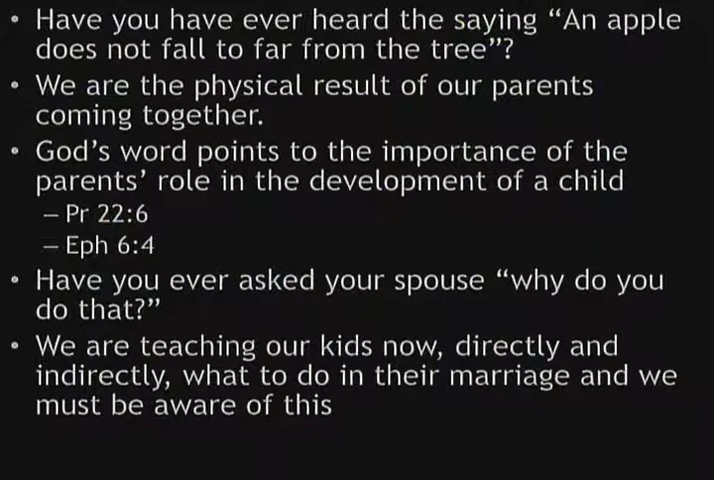 • Have you have ever heard the saying “An apple
does not fall to far from the tree”?
• We are the physical result of our parents
coming together.
• God’s word points to the importance of the
parents’ role in the development of a child
– Pr 22:6
– Eph 6:4
• Have you ever asked your spouse “why do you
do that?”
• We are teaching our kids now, directly and
indirectly, what to do in their marriage and we
must be aware of this